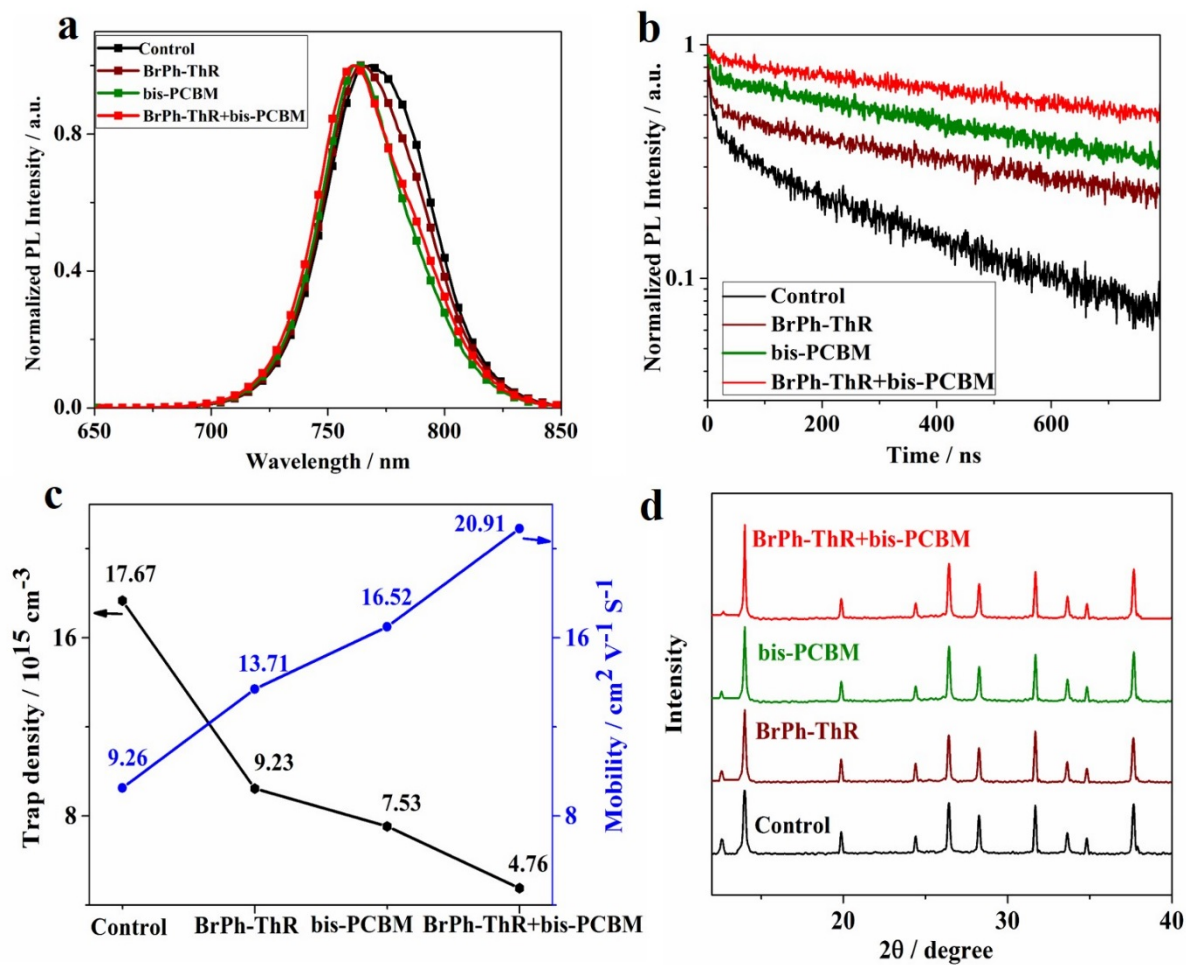 a
Control
BrPh-ThR
bis-PCBM
BrPh-ThR+bis-PCBM
Normalized PL Intensity / a.u.
0.8
0.4
0.0
650 700 750 800 850
Wavelength / nm
b
Normalized PL Intensity / a.u.
1
0.1
Control
BrPh-ThR
bis-PCBM
BrPh-ThR+bis-PCBM
0 200 400 600
Time / ns
c
Trap density / 10¹⁵ cm⁻³
16
8
17.67
9.23
7.53
4.76
9.26
13.71
16.52
20.91
16
8
Mobility / cm² V⁻¹ S⁻¹
Control BrPh-ThR bis-PCBM BrPh-ThR+bis-PCBM
d
Intensity
BrPh-ThR+bis-PCBM
bis-PCBM
BrPh-ThR
Control
20 30 40
2θ / degree